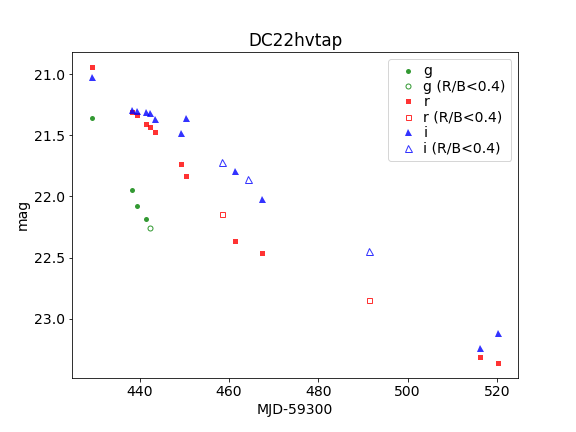 DC22hvtap
mag
21.0
21.5
22.0
22.5
23.0
g
g (R/B<0.4)
r
r (R/B<0.4)
i
i (R/B<0.4)
440
460
480
500
520
MJD-59300